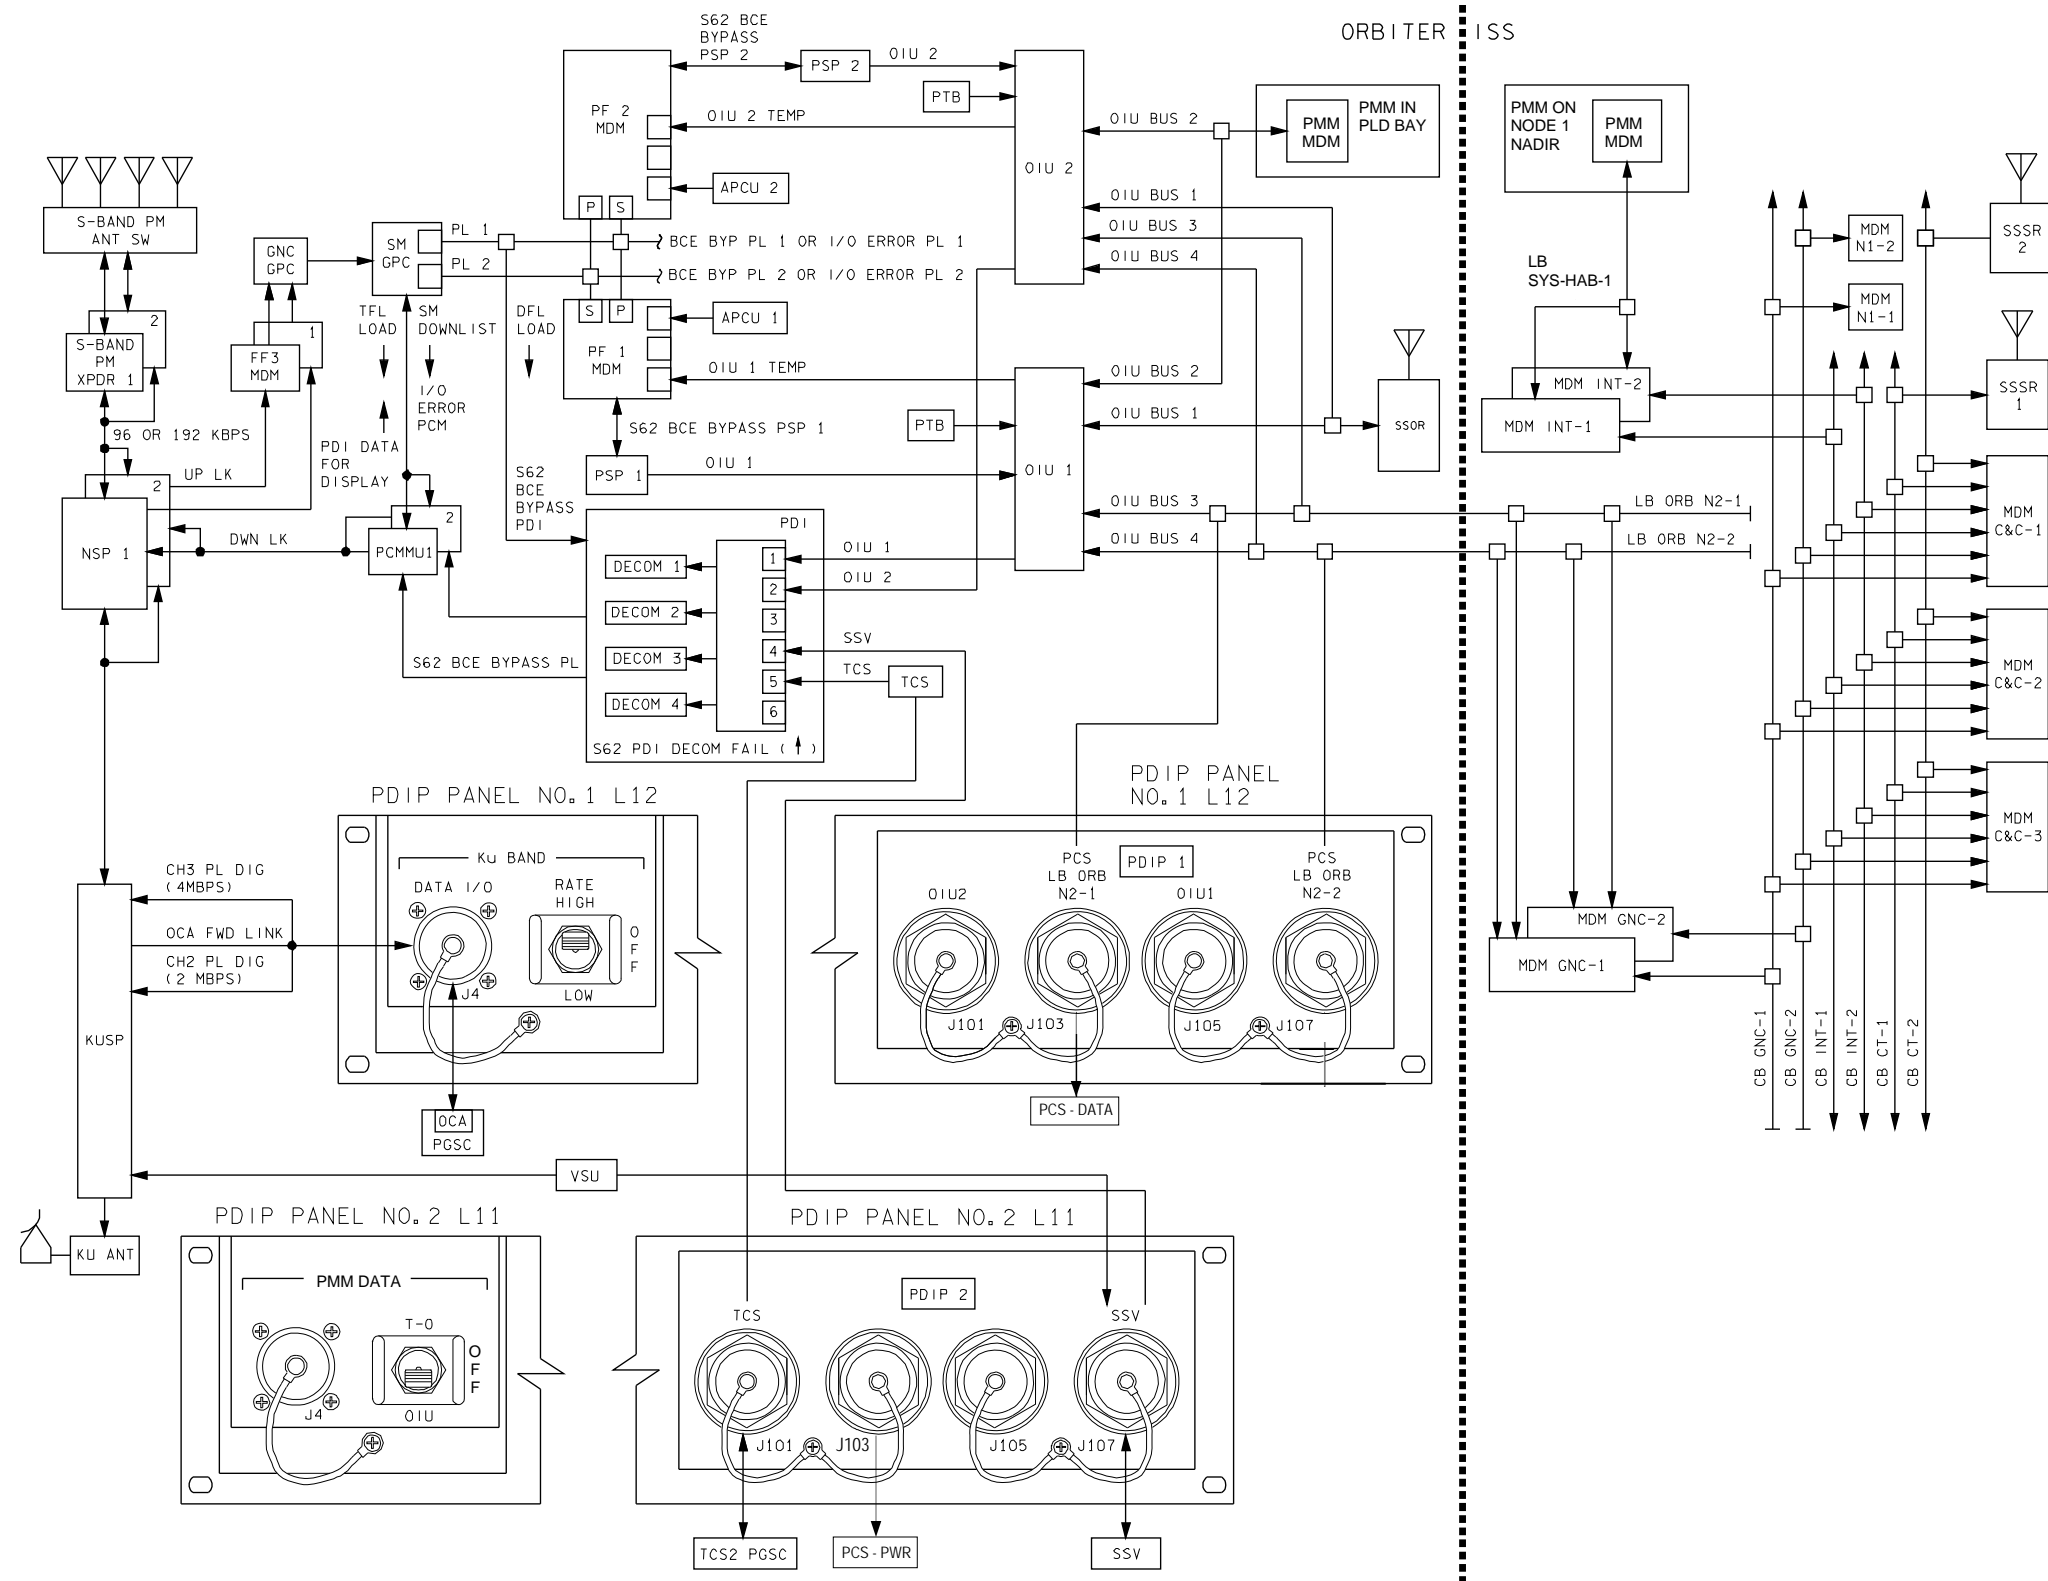 ORBITER
ISS
S62 BCE
BYPASS
PSP 2
PSP 2
OIU 2
PTB
PF 2
MDM
OIU 2 TEMP
APCU 2
P
S
OIU 2
OIU BUS 2
OIU BUS 1
OIU BUS 3
OIU BUS 4
PMM
MDM
PMM IN
PLD BAY
PMM ON
NODE 1
NADIR
PMM
MDM
LB
SYS-HAB-1
MDM
N1-2
MDM
N1-1
SSSR
2
SSSR
1
S-BAND PM
ANT SW
2
S-BAND
PM
XPDR 1
GNC
GPC
1
FF3
MDM
SM
GPC
PL 1
PL 2
BCE BYP PL 1 OR I/O ERROR PL 1
BCE BYP PL 2 OR I/O ERROR PL 2
TFL
LOAD
SM
DOWNLIST
DFL
LOAD
I/O
ERROR
PCM
PDI DATA
FOR
DISPLAY
S
P
PF 1
MDM
APCU 1
OIU 1 TEMP
S62 BCE BYPASS PSP 1
PSP 1
OIU 1
PTB
OIU 1
OIU BUS 2
OIU BUS 1
OIU BUS 3
OIU BUS 4
SSOR
MDM INT-2
MDM INT-1
LB ORB N2-1
LB ORB N2-2
MDM
C&C-1
MDM
C&C-2
MDM
C&C-3
MDM GNC-2
MDM GNC-1
CB GNC-1
CB GNC-2
CB INT-1
CB INT-2
CB CT-1
CB CT-2
96 OR 192 KBPS
UP LK
2
NSP 1
DWN LK
2
PCMMU1
S62
BCE
BYPASS
PDI
S62 BCE BYPASS PL
PDI
DECOM 1
DECOM 2
DECOM 3
DECOM 4
1
2
3
4
5
6
OIU 1
OIU 2
SSV
TCS
TCS
S62 PDI DECOM FAIL ( )
PDIP PANEL NO. 1 L12
Ku BAND
DATA I/O
RATE
HIGH
OFF
LOW
J4
CH3 PL DIG
(4MBPS)
OCA FWD LINK
CH2 PL DIG
(2 MBPS)
KUSP
OCA
PGSC
VSU
KU ANT
PDIP PANEL
NO. 1 L12
PDIP 1
OIU2
PCS
LB ORB
N2-1
OIU1
PCS
LB ORB
N2-2
J101
J103
J105
J107
PCS - DATA
PDIP PANEL NO. 2 L11
PMM DATA
T-0
OFF
OIU
J4
PDIP PANEL NO. 2 L11
PDIP 2
TCS
SSV
J101
J103
J105
J107
TCS2 PGSC
PCS - PWR
SSV